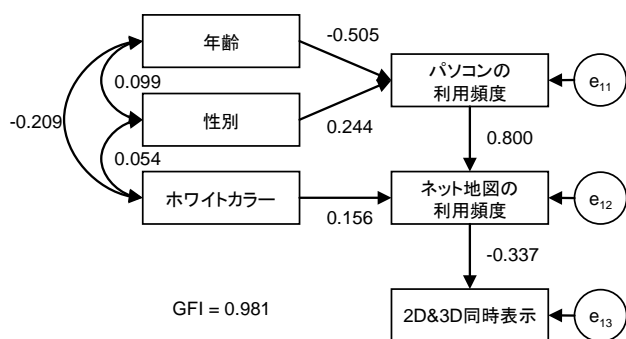 年齢
-0.505
パソコンの
利用頻度
e11
0.099
-0.209
性別
0.244
0.800
0.054
ホワイトカラー
0.156
ネット地図の
利用頻度
e12
-0.337
GFI = 0.981
2D&3D同時表示
e13